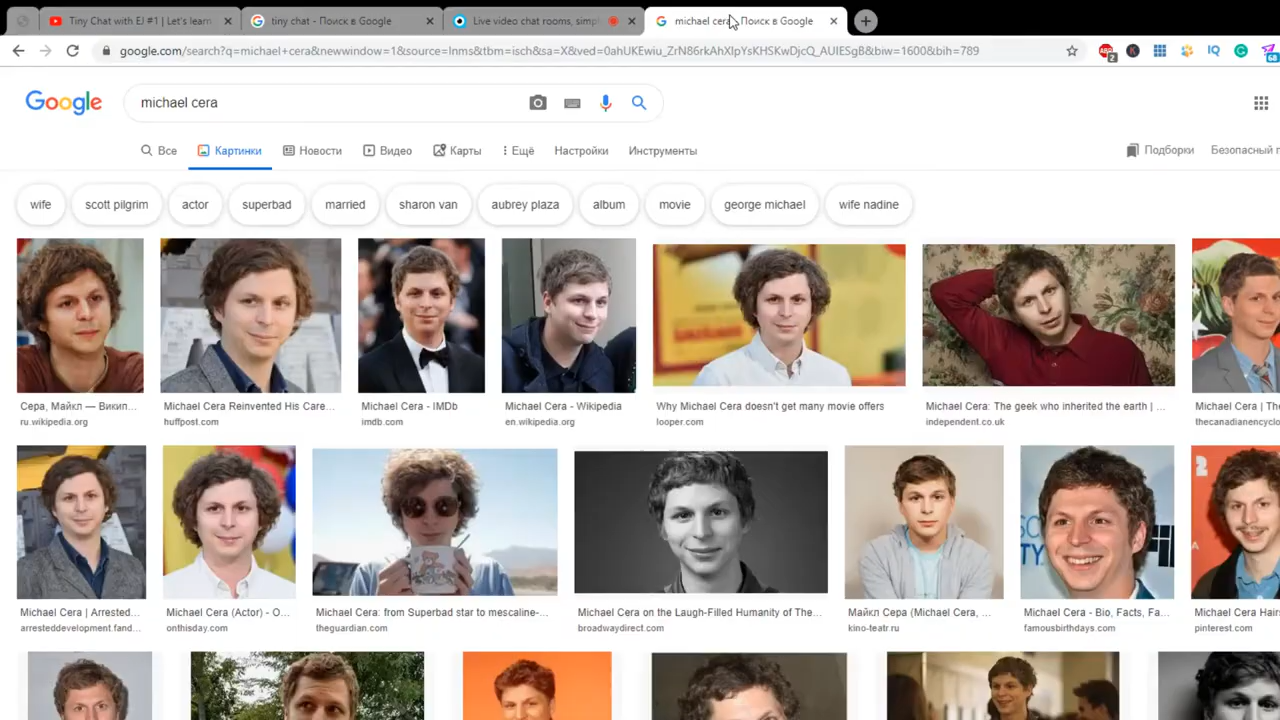 Tiny Chat with EJ #1 | Let's learn
tiny chat - Поиск в Google
Live video chat rooms, simpl
michael cera - Поиск в Google
google.com/search?q=michael+cera&newwindow=1&source=lnms&tbm=isch&sa=X&ved=0ahUKEwiu_ZrN86rkAhXIpYsKHSKwDjcQ_AUIESgB&biw=1600&bih=789
2
IQ
68
Google
michael cera
Все
Картинки
Новости
Видео
Карты
Ещё
Настройки
Инструменты
Подборки
Безопасный п
wife
scott pilgrim
actor
superbad
married
sharon van
aubrey plaza
album
movie
george michael
wife nadine
Сера, Майкл — Викип...
ru.wikipedia.org
Michael Cera Reinvented His Care...
huffpost.com
Michael Cera - IMDb
imdb.com
Michael Cera - Wikipedia
en.wikipedia.org
Why Michael Cera doesn't get many movie offers
looper.com
Michael Cera: The geek who inherited the earth | ...
independent.co.uk
Michael Cera | The
thecanadianencyclo
Michael Cera | Arrested...
arresteddevelopment.fand...
Michael Cera (Actor) - O...
onthisday.com
Michael Cera: from Superbad star to mescaline-...
theguardian.com
Michael Cera on the Laugh-Filled Humanity of The...
broadwaydirect.com
Майкл Сера (Michael Cera, ...
kino-teatr.ru
Michael Cera - Bio, Facts, Fa...
famousbirthdays.com
Michael Cera Hairs
pinterest.com